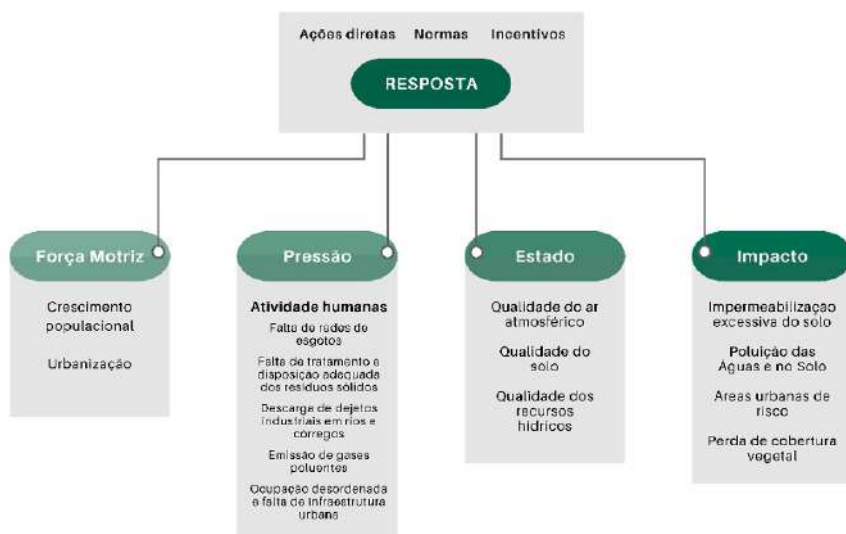 Ações diretas Normas Incentivos
RESPOSTA
Força Motriz
Crescimento
populacional
Urbanização
Pressão
Atividade humanas
Falta de redes de
esgotos
Falta de tratamento e
disposição adequada
dos resíduos sólidos
Descarga de dejetos
industriais em rios e
córregos
Emissão de gases
poluentes
Ocupação desordenada
e falta de infraestrutura
urbana
Estado
Qualidade do ar
atmosférico
Qualidade do
solo
Qualidade dos
recursos
hídricos
Impacto
Impermeabilização
excessiva do solo
Poluição das
Águas e no Solo
Areas urbanas de
risco
Perda de cobertura
vegetal